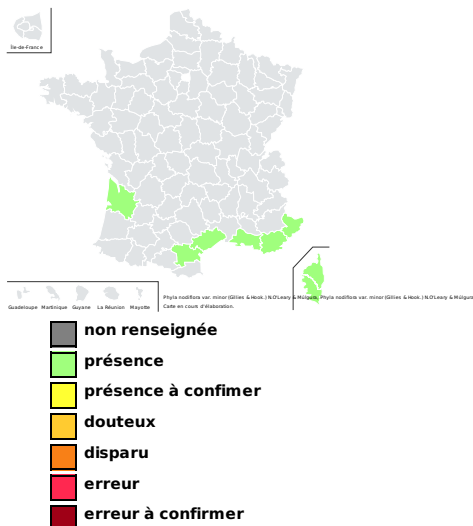 Île-de-France
Guadeloupe Martinique Guyane La Réunion Mayotte
Phyla nodiflora var. minor (Gillies & Hook.) N.O'Leary & Múlgura, Phyla nodiflora var. minor (Gillies & Hook.) N.O'Leary & Múlgura
Carte en cours d'élaboration.
non renseignée
présence
présence à confimer
douteux
disparu
erreur
erreur à confirmer